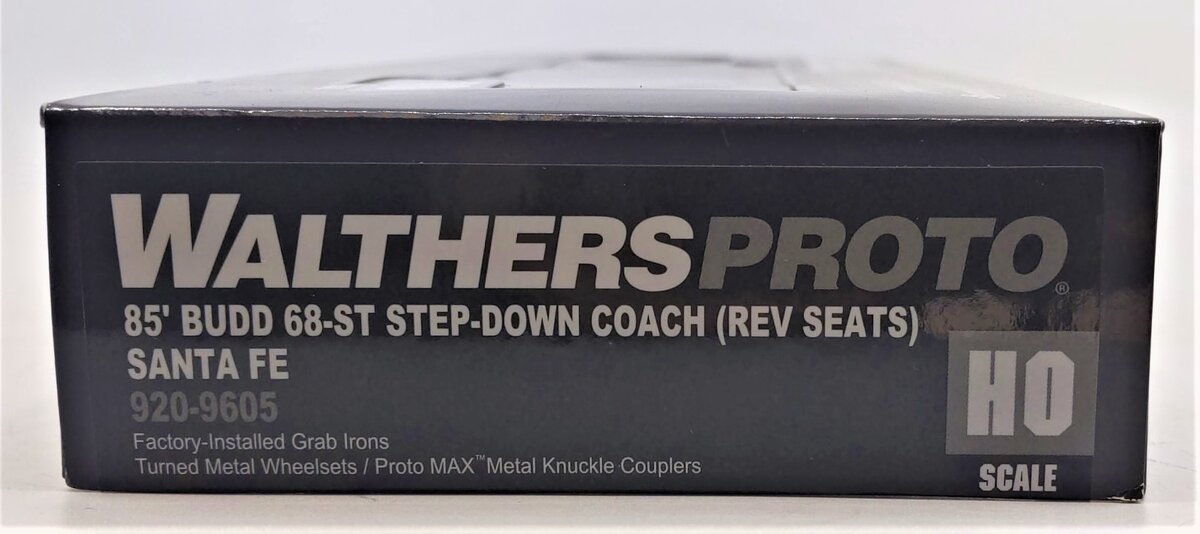 WALTHERSPROTO®
85' BUDD 68-ST STEP-DOWN COACH (REV SEATS)
SANTA FE
920-9605
Factory-Installed Grab Irons
Turned Metal Wheelsets / Proto MAX™ Metal Knuckle Couplers
HO
SCALE